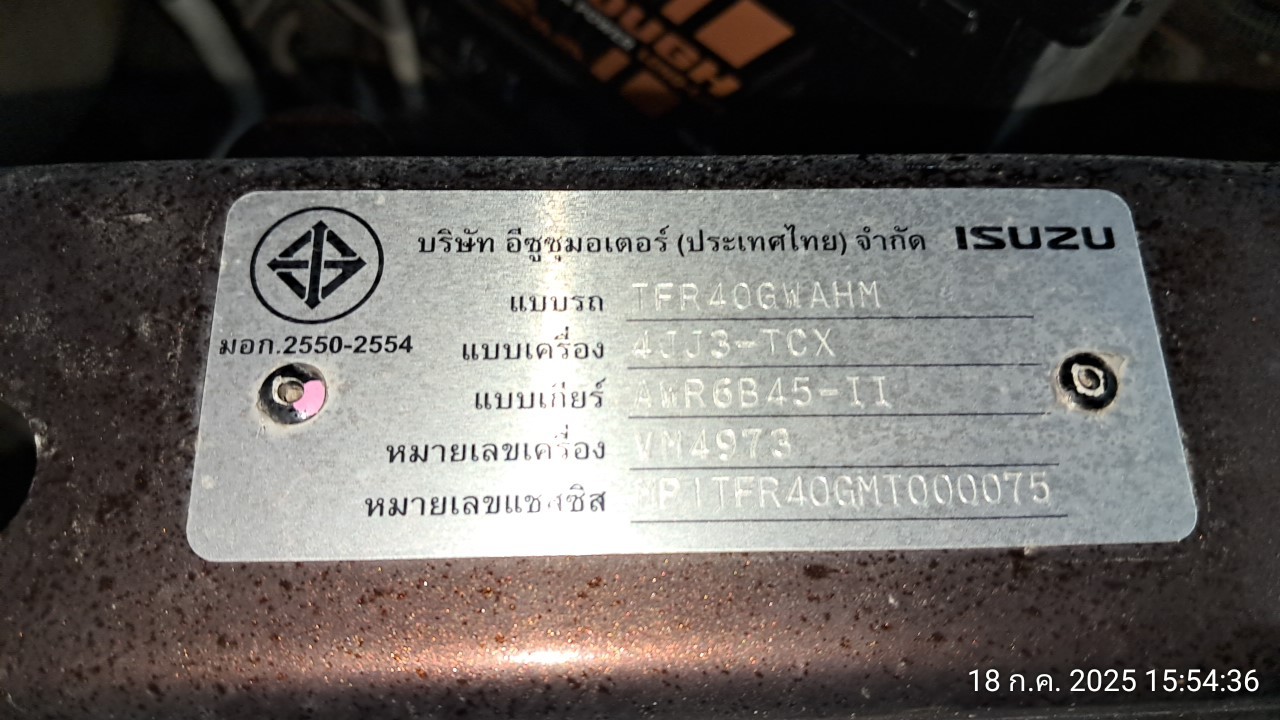 OUGH
POWER
บริษัท อีซูซุมอเตอร์ (ประเทศไทย) จำกัด ISUZU
แบบรถ TFR40GWAHM
มอก.2550-2554
แบบเครื่อง 4JJ3-TCX
แบบเกียร์ AWR6B45-II
หมายเลขเครื่อง VM4973
หมายเลขแชสซิส MP1TFR40GMT000075
18 ก.ค. 2025 15:54:36